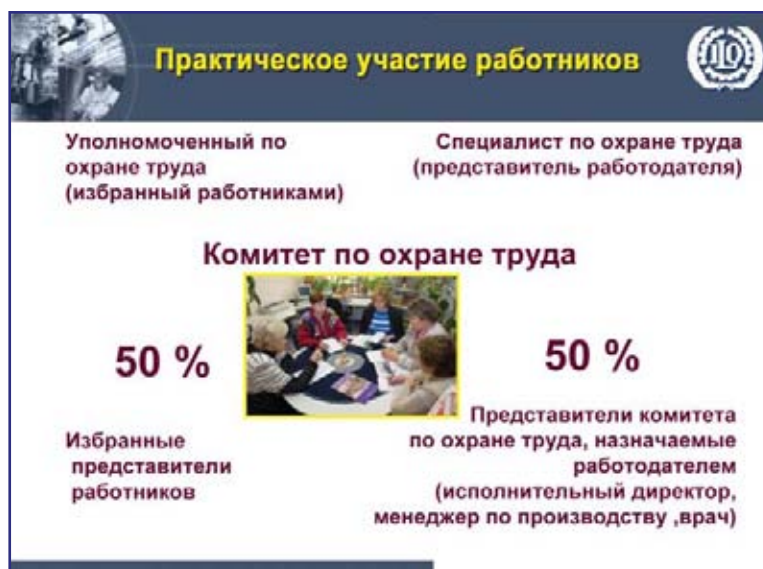 Практическое участие работников
ILO
Уполномоченный по
охране труда
(избранный работниками)
Специалист по охране труда
(представитель работодателя)
Комитет по охране труда
50 %
50 %
Избранные
представители
работников
Представители комитета
по охране труда, назначаемые
работодателем
(исполнительный директор,
менеджер по производству ,врач)